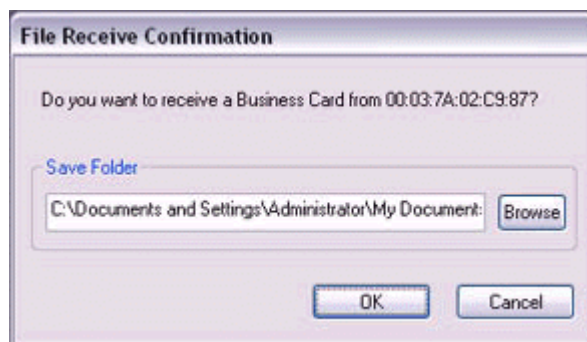 File Receive Confirmation
Do you want to receive a Business Card from 00:03:7A:02:C9:87?
Save Folder
C:\Documents and Settings\Administrator\My Document:
Browse
OK
Cancel